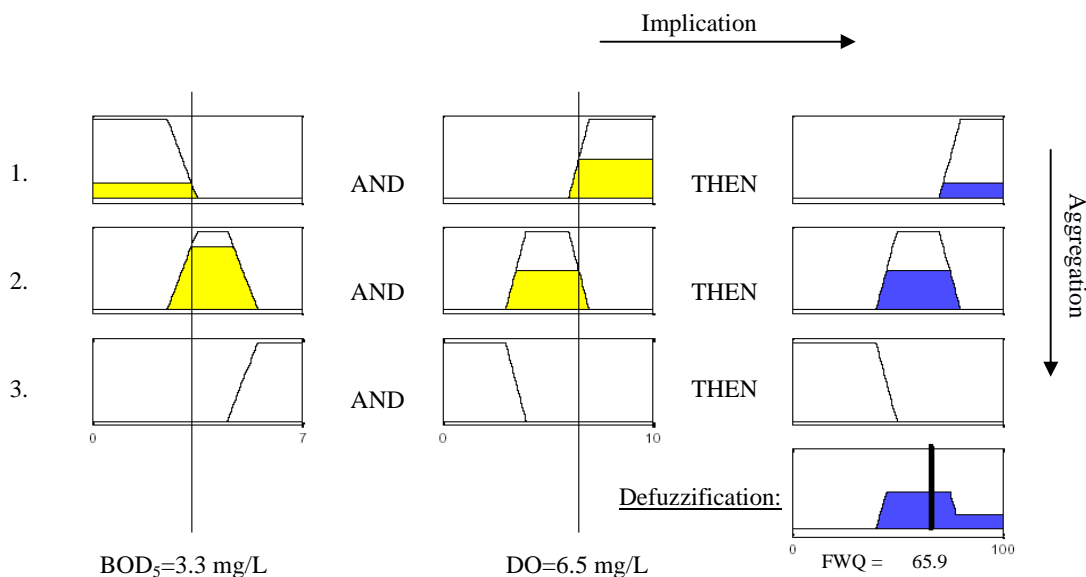 Implication
1. AND THEN
2. AND THEN
3. AND THEN
Aggregation
0 7 0 10
Defuzzification:
0 100
BOD₅=3.3 mg/L DO=6.5 mg/L FWQ = 65.9